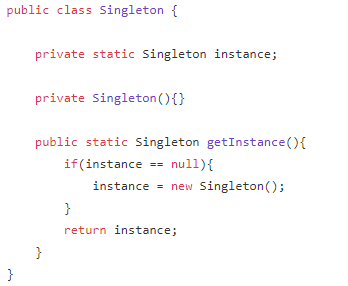 public class Singleton {
    private static Singleton instance;
    private Singleton(){}
    public static Singleton getInstance(){
        if(instance == null){
            instance = new Singleton();
        }
        return instance;
    }
}